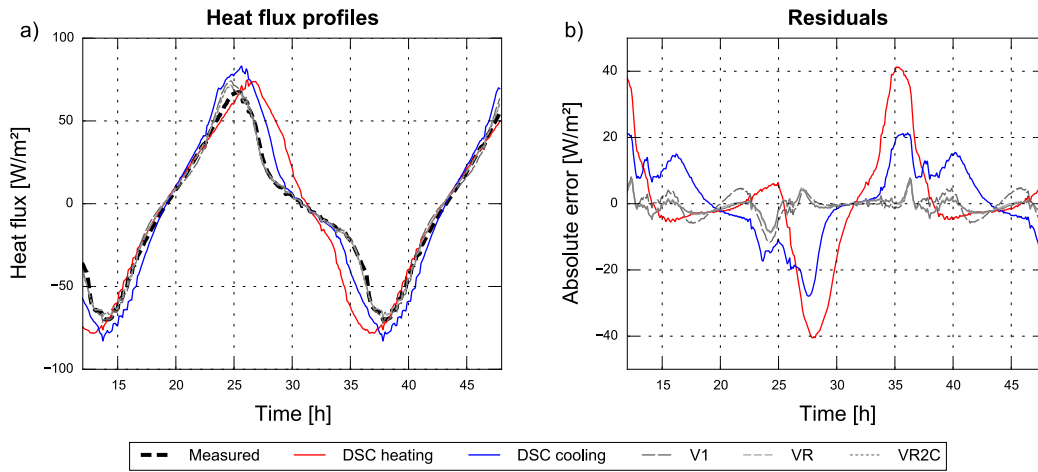 Heat flux profiles
Residuals
a)
b)
Heat flux [W/m²]
100
50
0
−50
−100
15 20 25 30 35 40 45
Time [h]
Absolute error [W/m²]
40
20
0
−20
−40
15 20 25 30 35 40 45
Time [h]
Measured DSC heating DSC cooling V1 VR VR2C